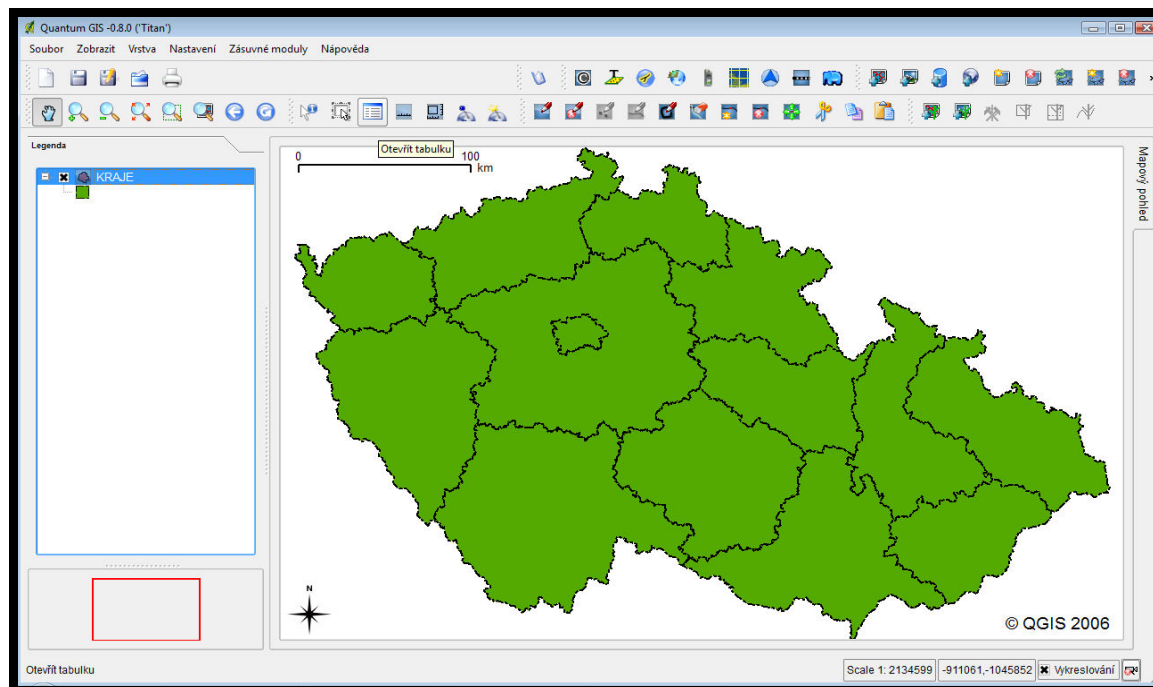 Quantum GIS -0.8.0 ('Titan')
Soubor Zobrazit Vrstva Nastavení Zásuvné moduly Nápověda
Legenda
KRAJE
Otevřít tabulku
0 100
km
Mapový pohled
N
© QGIS 2006
Otevřít tabulku
Scale 1: 2134599 -911061,-1045852 Vykreslování